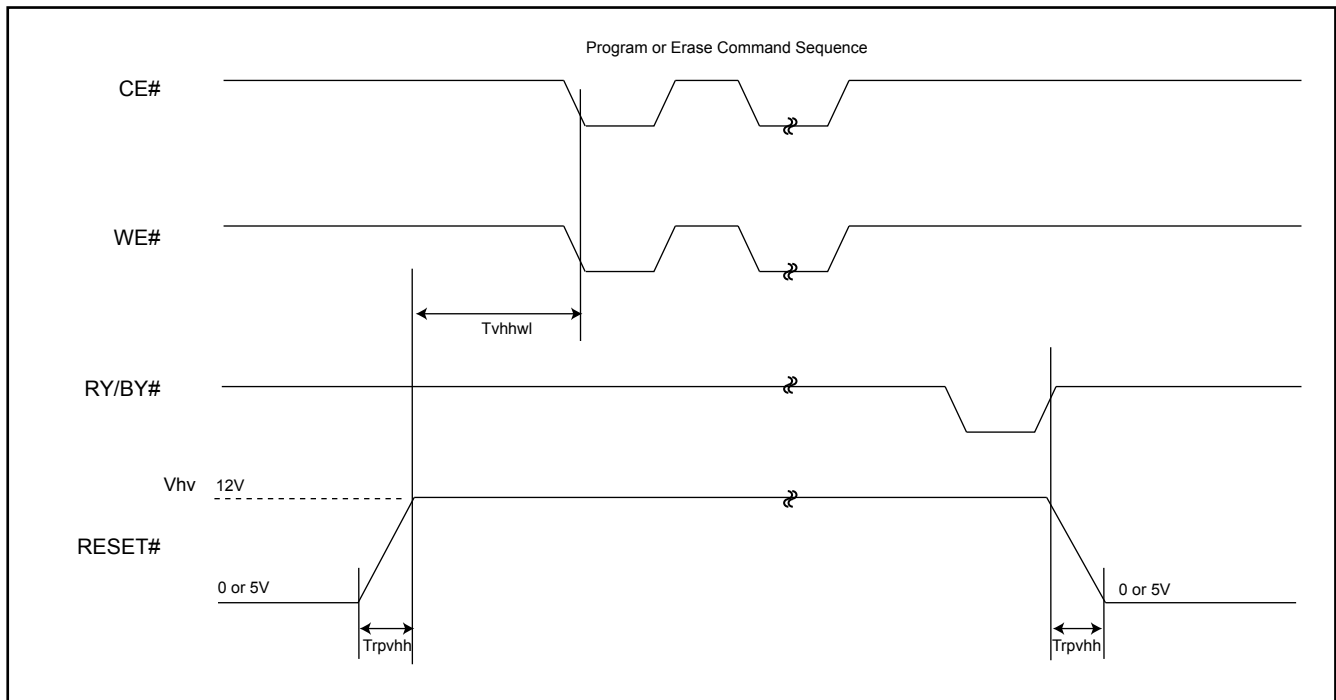 Program or Erase Command Sequence
CE#
WE#
Tvhhwl
RY/BY#
Vhv 12V
RESET#
0 or 5V 0 or 5V
Trpvhh Trpvhh